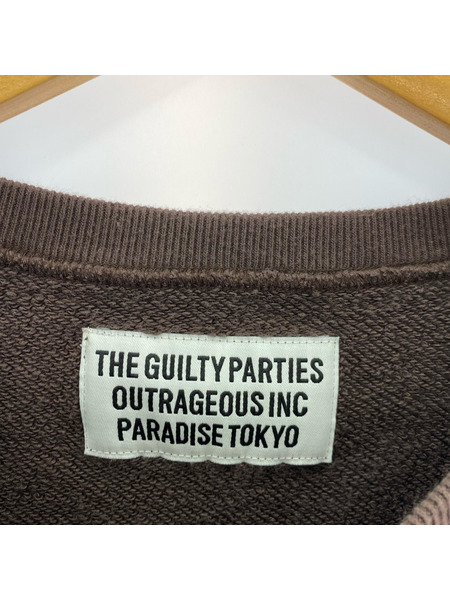 THE GUILTY PARTIES
OUTRAGEOUS INC
PARADISE TOKYO